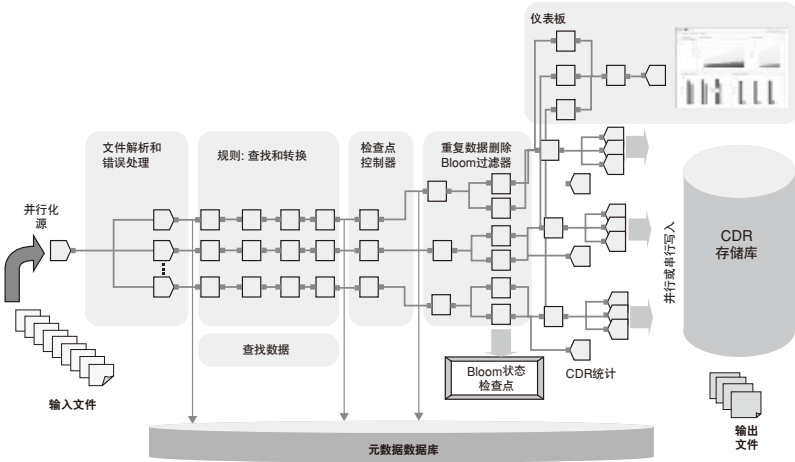 仪表板
文件解析和
错误处理
规则: 查找和转换
检查点
控制器
重复数据删除
Bloom过滤器
并行化
源
并行或串行写入
CDR
存储库
查找数据
Bloom状态
检查点
CDR统计
输入文件
输出
文件
元数据数据库